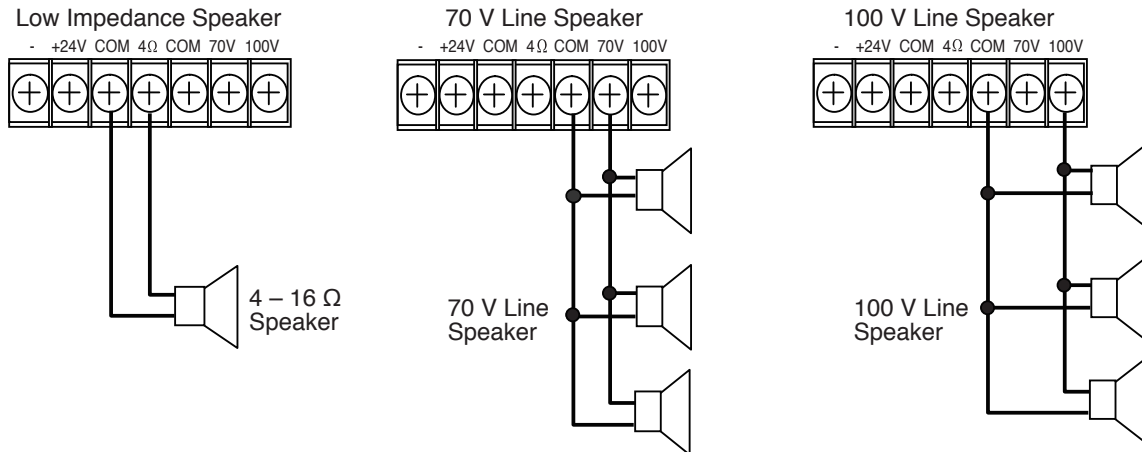 Low Impedance Speaker
- +24V COM 4Ω COM 70V 100V
4 – 16 Ω
Speaker
70 V Line Speaker
- +24V COM 4Ω COM 70V 100V
70 V Line
Speaker
100 V Line Speaker
- +24V COM 4Ω COM 70V 100V
100 V Line
Speaker